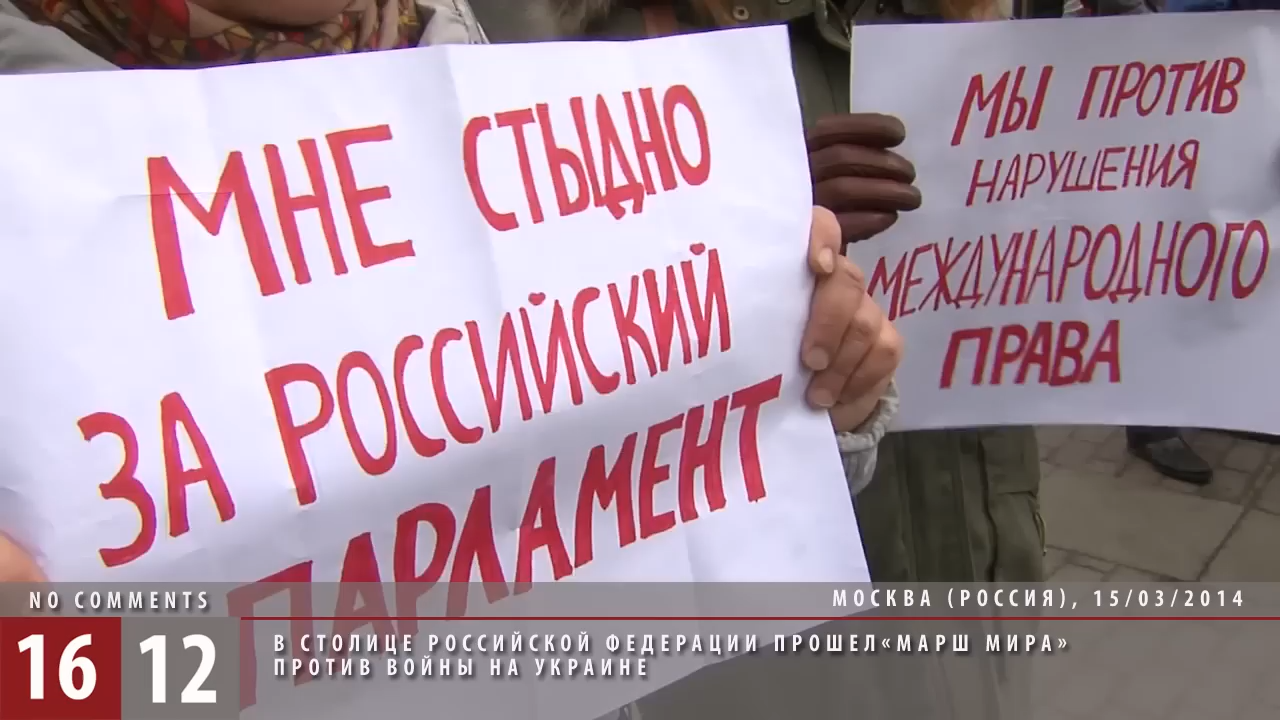 МНЕ СТЫДНО
ЗА РОССИЙСКИЙ
ПАРЛАМЕНТ
МЫ ПРОТИВ
НАРУШЕНИЯ
МЕЖДУНАРОДНОГО
ПРАВА
NO COMMENTS
МОСКВА (РОССИЯ), 15/03/2014
16 12
В СТОЛИЦЕ РОССИЙСКОЙ ФЕДЕРАЦИИ ПРОШЕЛ«МАРШ МИРА»
ПРОТИВ ВОЙНЫ НА УКРАИНЕ